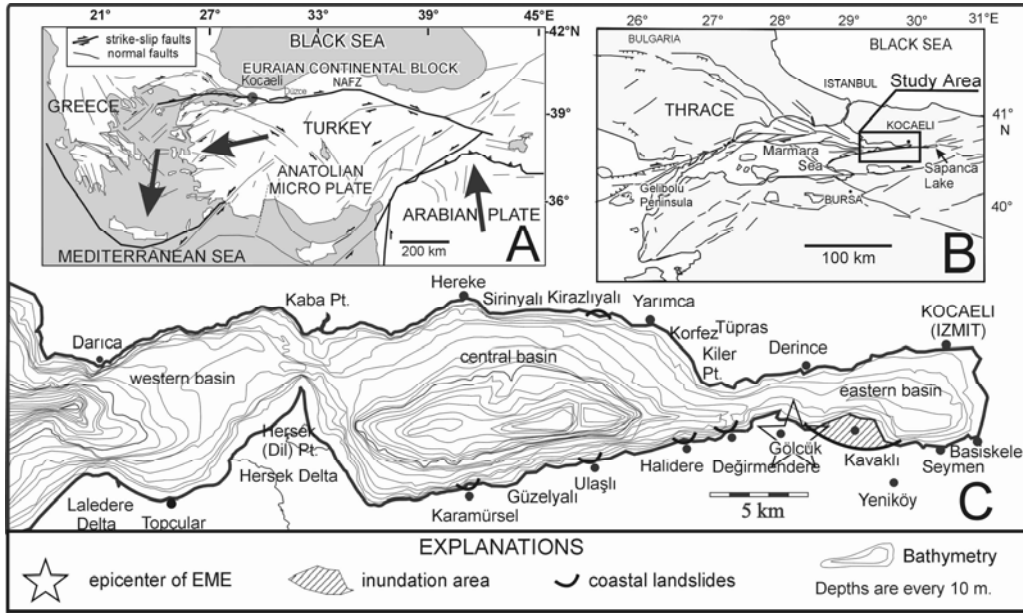 21° 27° 33° 39° 45°E
42°N
39°
36°
strike-slip faults
normal faults
BLACK SEA
EURAIAN CONTINENTAL BLOCK
NAFZ
Kocaeli
Düzce
GREECE
TURKEY
ANATOLIAN
MICRO PLATE
ARABIAN PLATE
200 km
MEDITERRANEAN SEA
A
26° 27° 28° 29° 30° 31°E
BULGARIA
BLACK SEA
ISTANBUL
Study Area
THRACE
KOCAELİ
41°
N
Marmara
Sea
Sapanca
Lake
Gelibolu
Peninsula
BURSA
40°
100 km
B
Darıca
Kaba Pt.
Hereke
Sirinyalı
Kirazlıyalı
Yarımca
Korfez
Tüpras
Kiler
Pt.
Derince
KOCAELİ
(IZMIT)
western basin
central basin
eastern basin
Hersek
(Dil) Pt.
Hersek Delta
Laledere
Delta
Topcular
Karamürsel
Güzelyalı
Ulaşlı
Halıdere
Değirmendere
Gölcük
Kavaklı
Yeniköy
Seymen
Basiskele
5 km
C
EXPLANATIONS
epicenter of EME
inundation area
coastal landslides
Bathymetry
Depths are every 10 m.